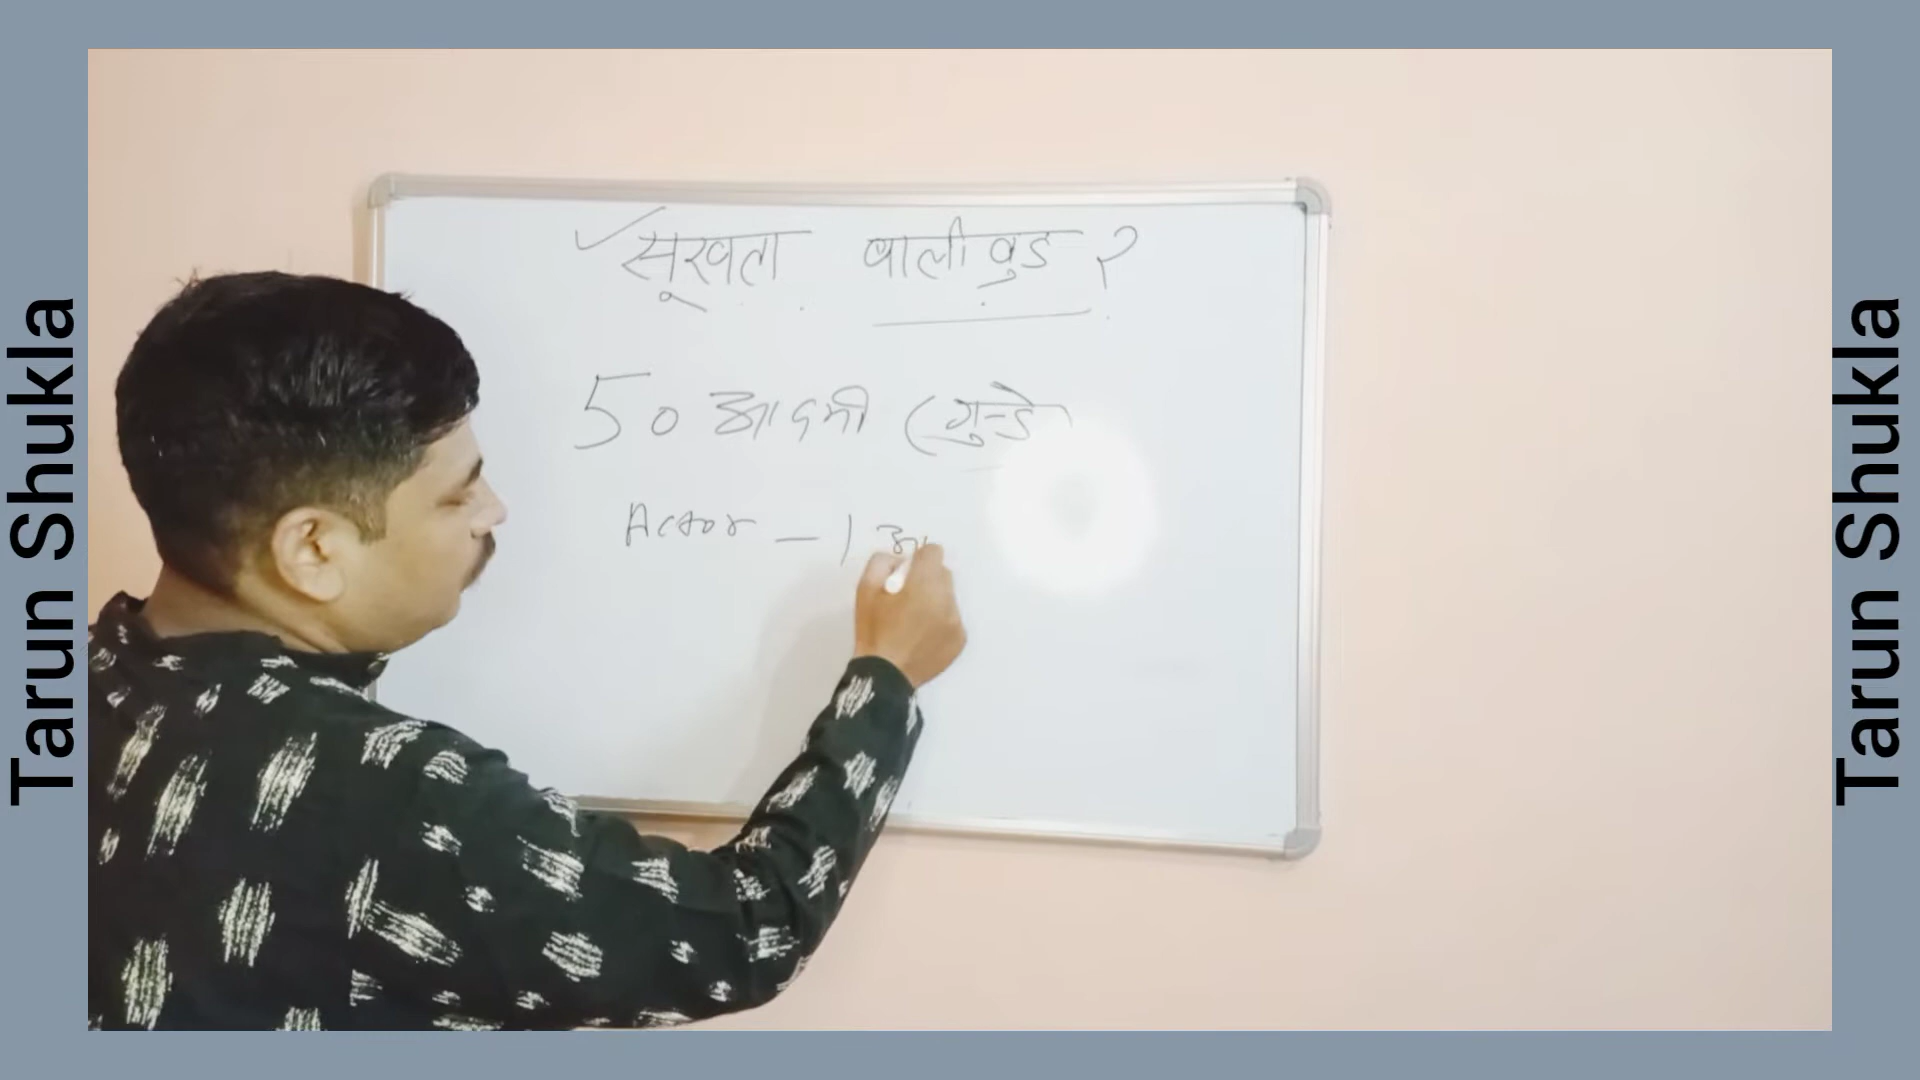 Tarun Shukla
सूखता बालीवुड ?
50 आदमी (गुन्डे
Actor - 1 आ
Tarun Shukla